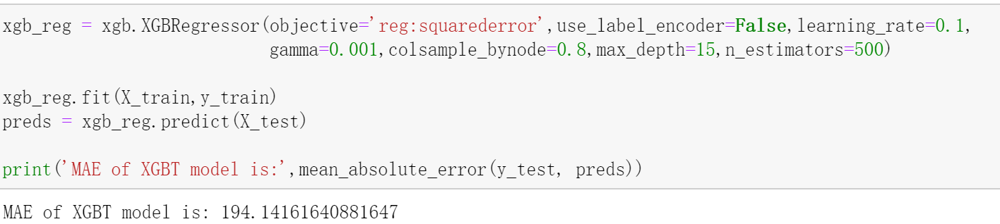 xgb_reg = xgb.XGBRegressor(objective='reg:squarederror',use_label_encoder=False,learning_rate=0.1,
gamma=0.001,colsample_bynode=0.8,max_depth=15,n_estimators=500)
xgb_reg.fit(X_train,y_train)
preds = xgb_reg.predict(X_test)
print('MAE of XGBT model is:',mean_absolute_error(y_test, preds))
MAE of XGBT model is: 194.14161640881647